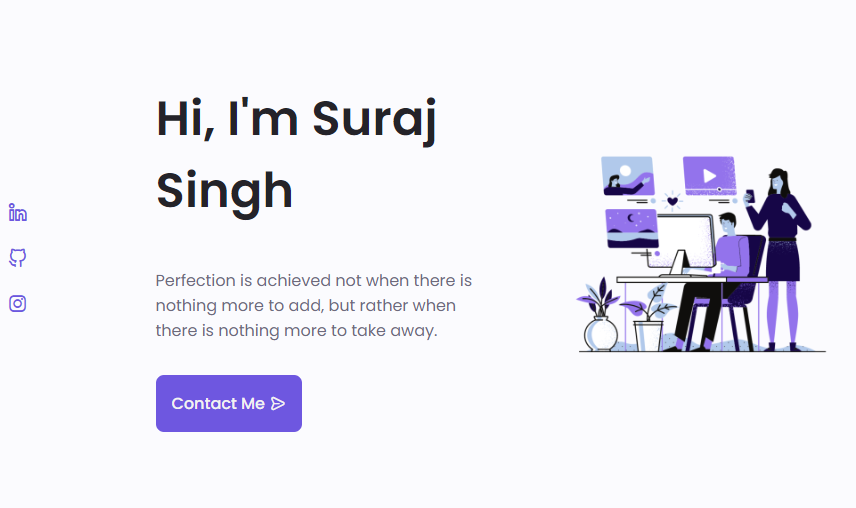 Hi, I'm Suraj
Singh
Perfection is achieved not when there is
nothing more to add, but rather when
there is nothing more to take away.
Contact Me